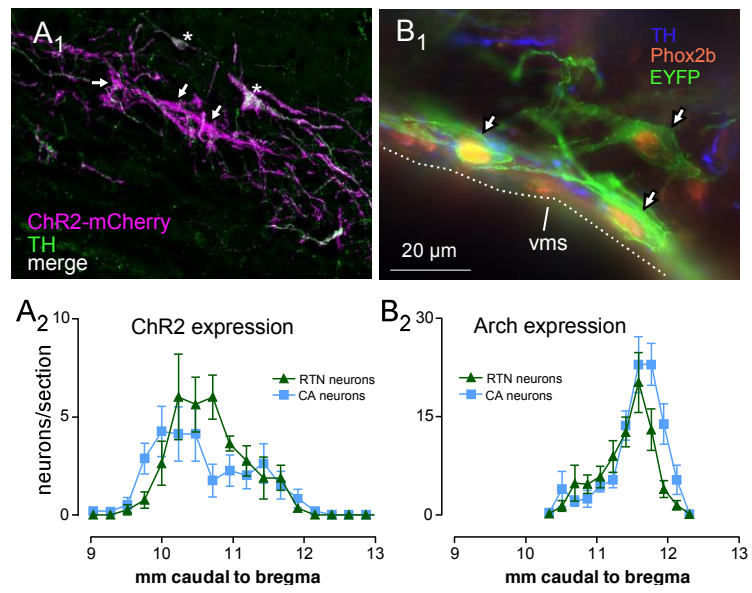 A1
*
*
ChR2-mCherry
TH
merge
B1
TH
Phox2b
EYFP
20 µm
vms
A2
ChR2 expression
RTN neurons
CA neurons
neurons/section
10
5
0
9 10 11 12 13
mm caudal to bregma
B2
Arch expression
RTN neurons
CA neurons
30
15
0
9 10 11 12 13
mm caudal to bregma